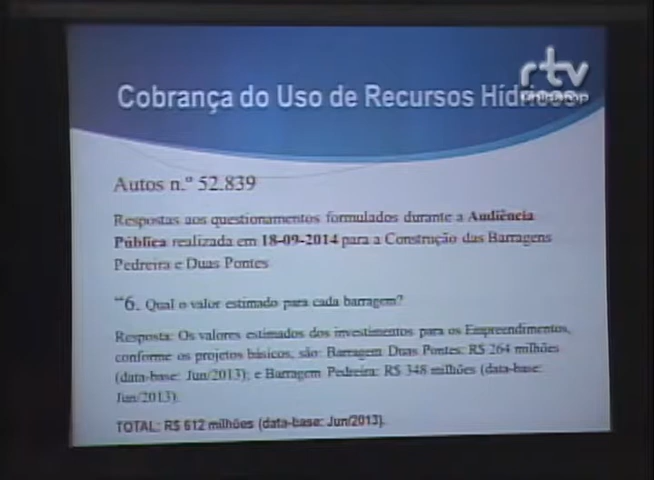 rtv
Unicamp
Cobrança do Uso de Recursos Hídricos
Autos n.º 52.839
Respostas aos questionamentos formulados durante a Audiência
Pública realizada em 18-09-2014 para a Construção das Barragens
Pedreira e Duas Pontes
"6. Qual o valor estimado para cada barragem?
Resposta: Os valores estimados dos investimentos para os Empreendimentos,
conforme os projetos básicos, são: Barragem Duas Pontes: R$ 264 milhões
(data-base: Jun/2013); e Barragem Pedreira: R$ 348 milhões (data-base:
Jun/2013).
TOTAL: R$ 612 milhões (data-base: Jun/2013).